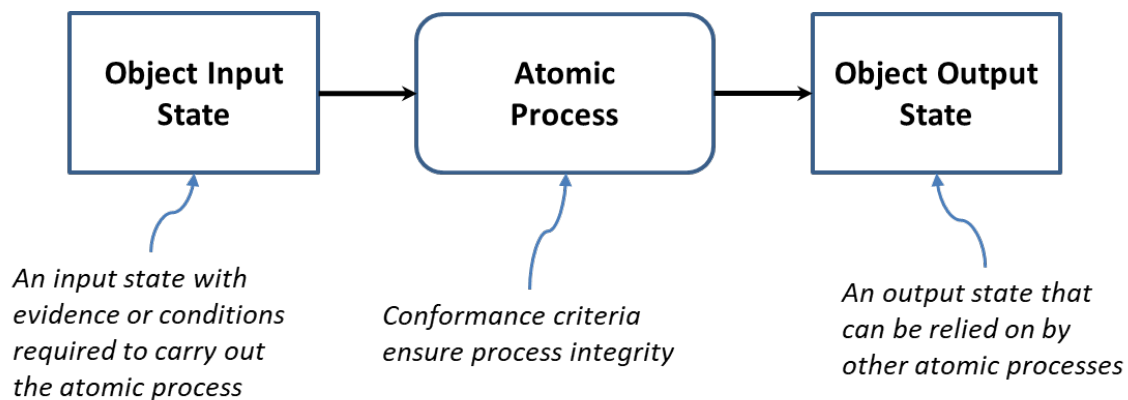 Object Input
State
Atomic
Process
Object Output
State
An input state with
evidence or conditions
required to carry out
the atomic process
Conformance criteria
ensure process integrity
An output state that
can be relied on by
other atomic processes